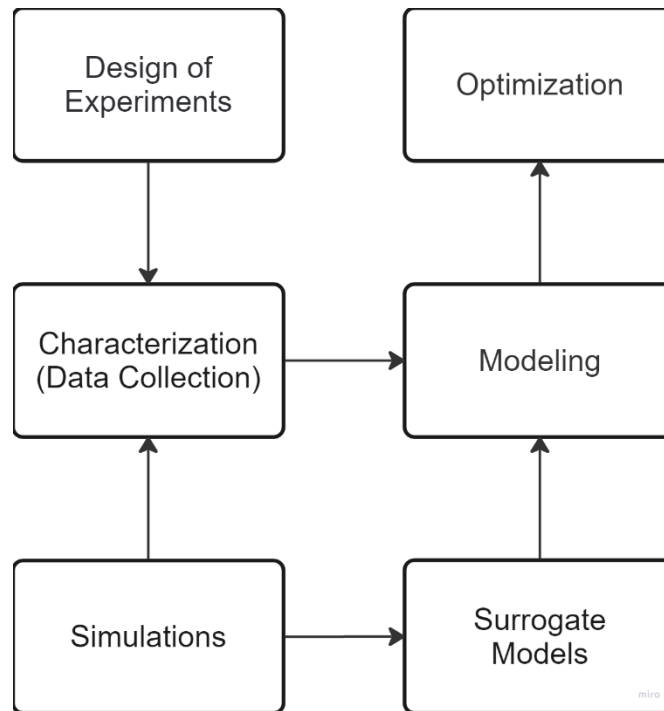 Design of
Experiments
Optimization
Characterization
(Data Collection)
Modeling
Simulations
Surrogate
Models
miro